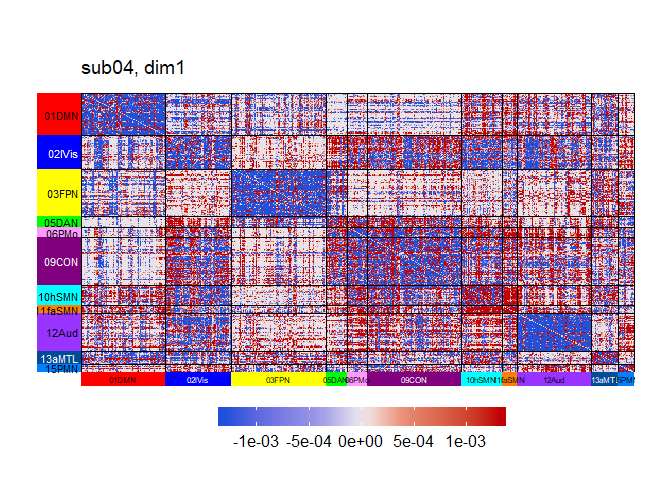 sub04, dim1
01DMN
02lVis
03FPN
05DAN
06PMo
09CON
10hSMN
1faSMN
12Aud
13aMTL
15PMN
01DMN 02lVis 03FPN 05DAN 06PMo 09CON 10hSMN 1faSMN 12Aud 13aMTL 5PMN
-1e-03 -5e-04 0e+00 5e-04 1e-03